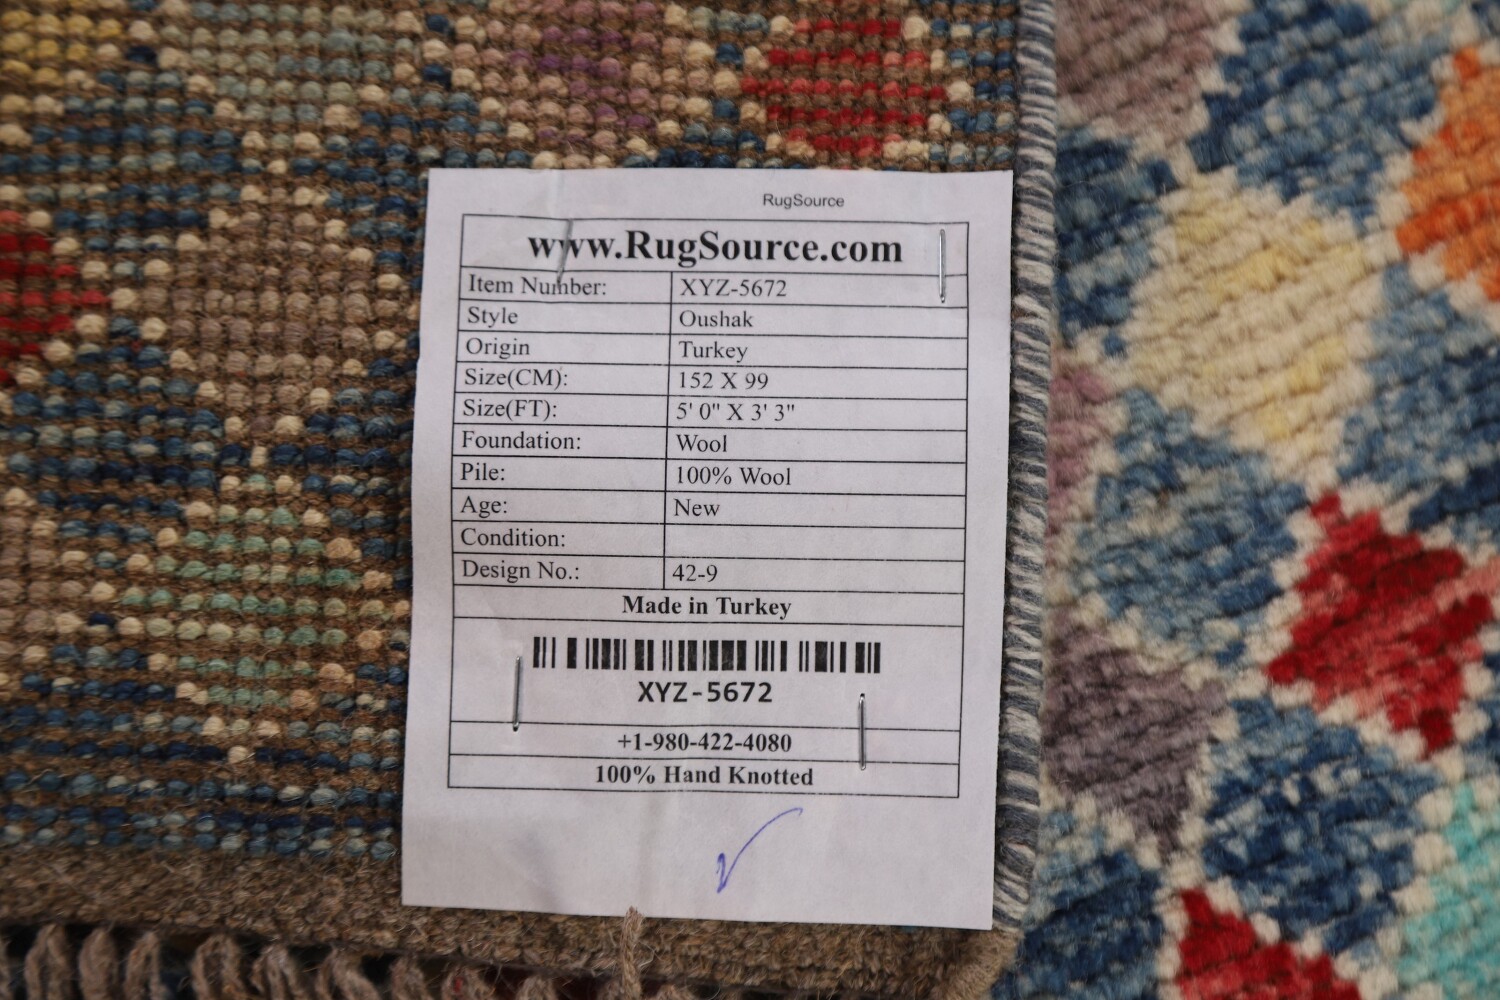 RugSource
www.RugSource.com
Item Number: XYZ-5672
Style Oushak
Origin Turkey
Size(CM): 152 X 99
Size(FT): 5' 0" X 3' 3"
Foundation: Wool
Pile: 100% Wool
Age: New
Condition:
Design No.: 42-9
Made in Turkey
XYZ-5672
+1-980-422-4080
100% Hand Knotted